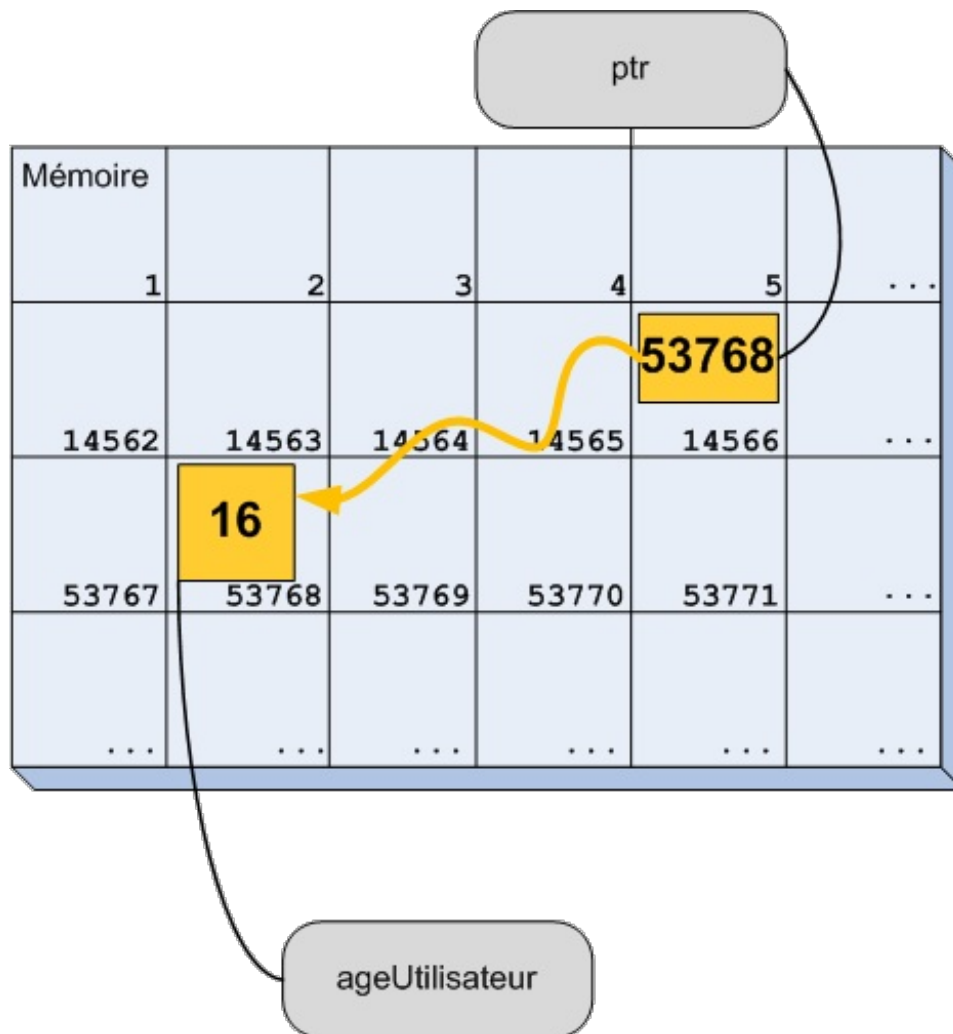 ptr
Mémoire
1 2 3 4 5 ...
53768
14562 14563 14564 14565 14566 ...
16
53767 53768 53769 53770 53771 ...
... ... ... ... ... ...
ageUtilisateur